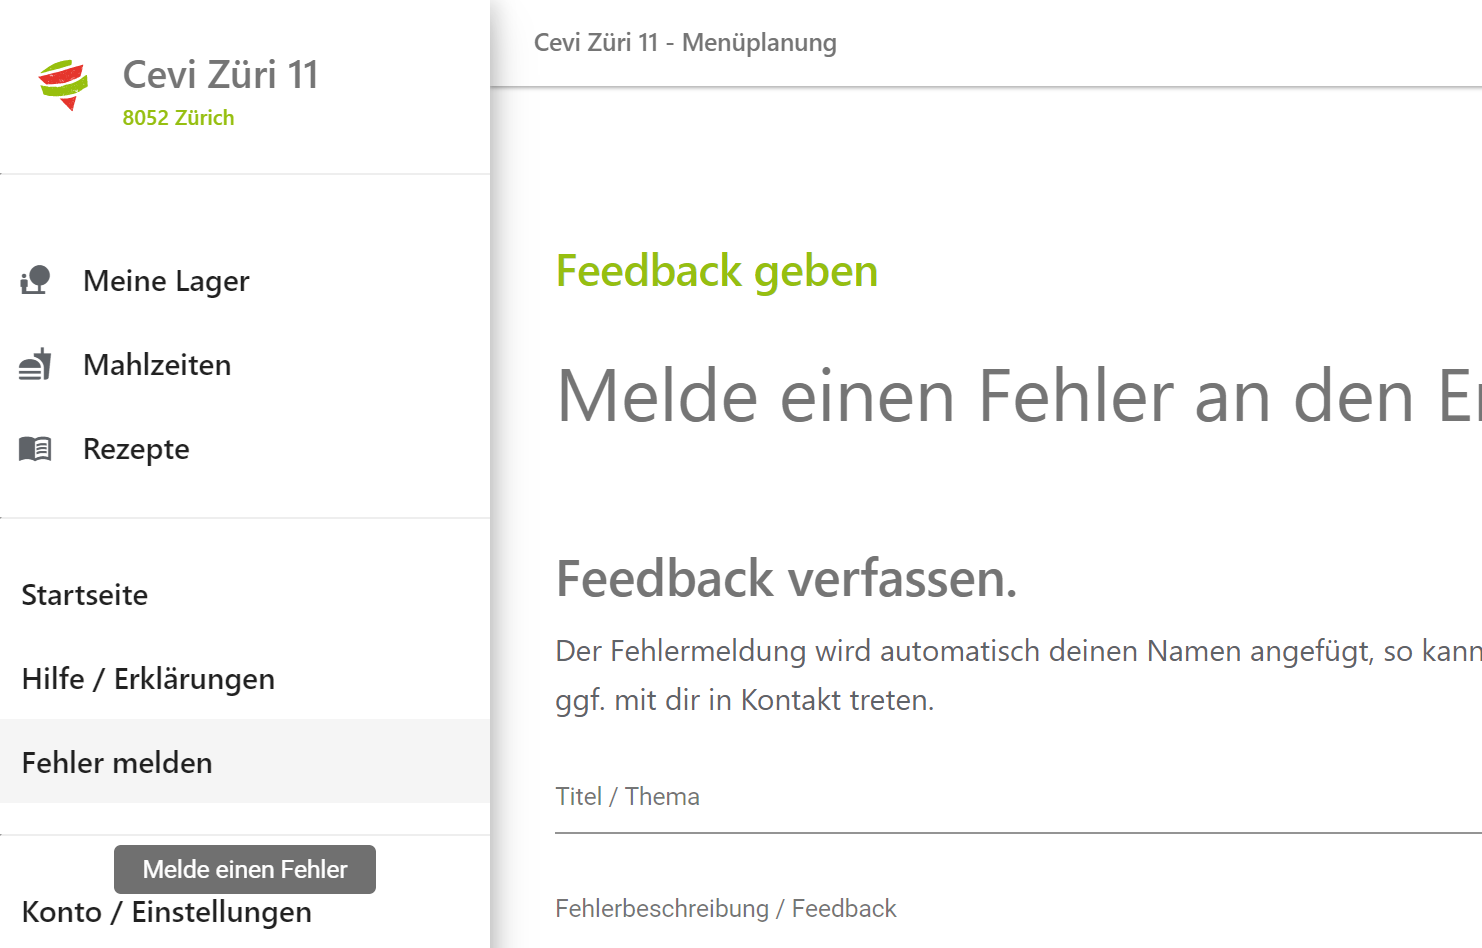 Cevi Züri 11
8052 Zürich
Meine Lager
Mahlzeiten
Rezepte
Startseite
Hilfe / Erklärungen
Fehler melden
Melde einen Fehler
Konto / Einstellungen
Cevi Züri 11 - Menüplanung
Feedback geben
Melde einen Fehler an den
Feedback verfassen.
Der Fehlermeldung wird automatisch deinen Namen angefügt, so kann
ggf. mit dir in Kontakt treten.
Titel / Thema
Fehlerbeschreibung / Feedback